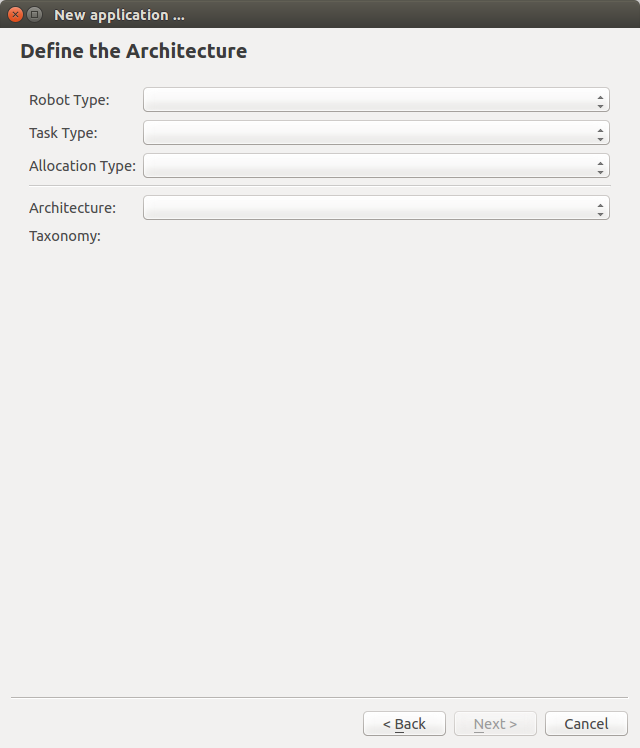 New application ...
Define the Architecture
Robot Type:
Task Type:
Allocation Type:
Architecture:
Taxonomy:
< Back Next > Cancel